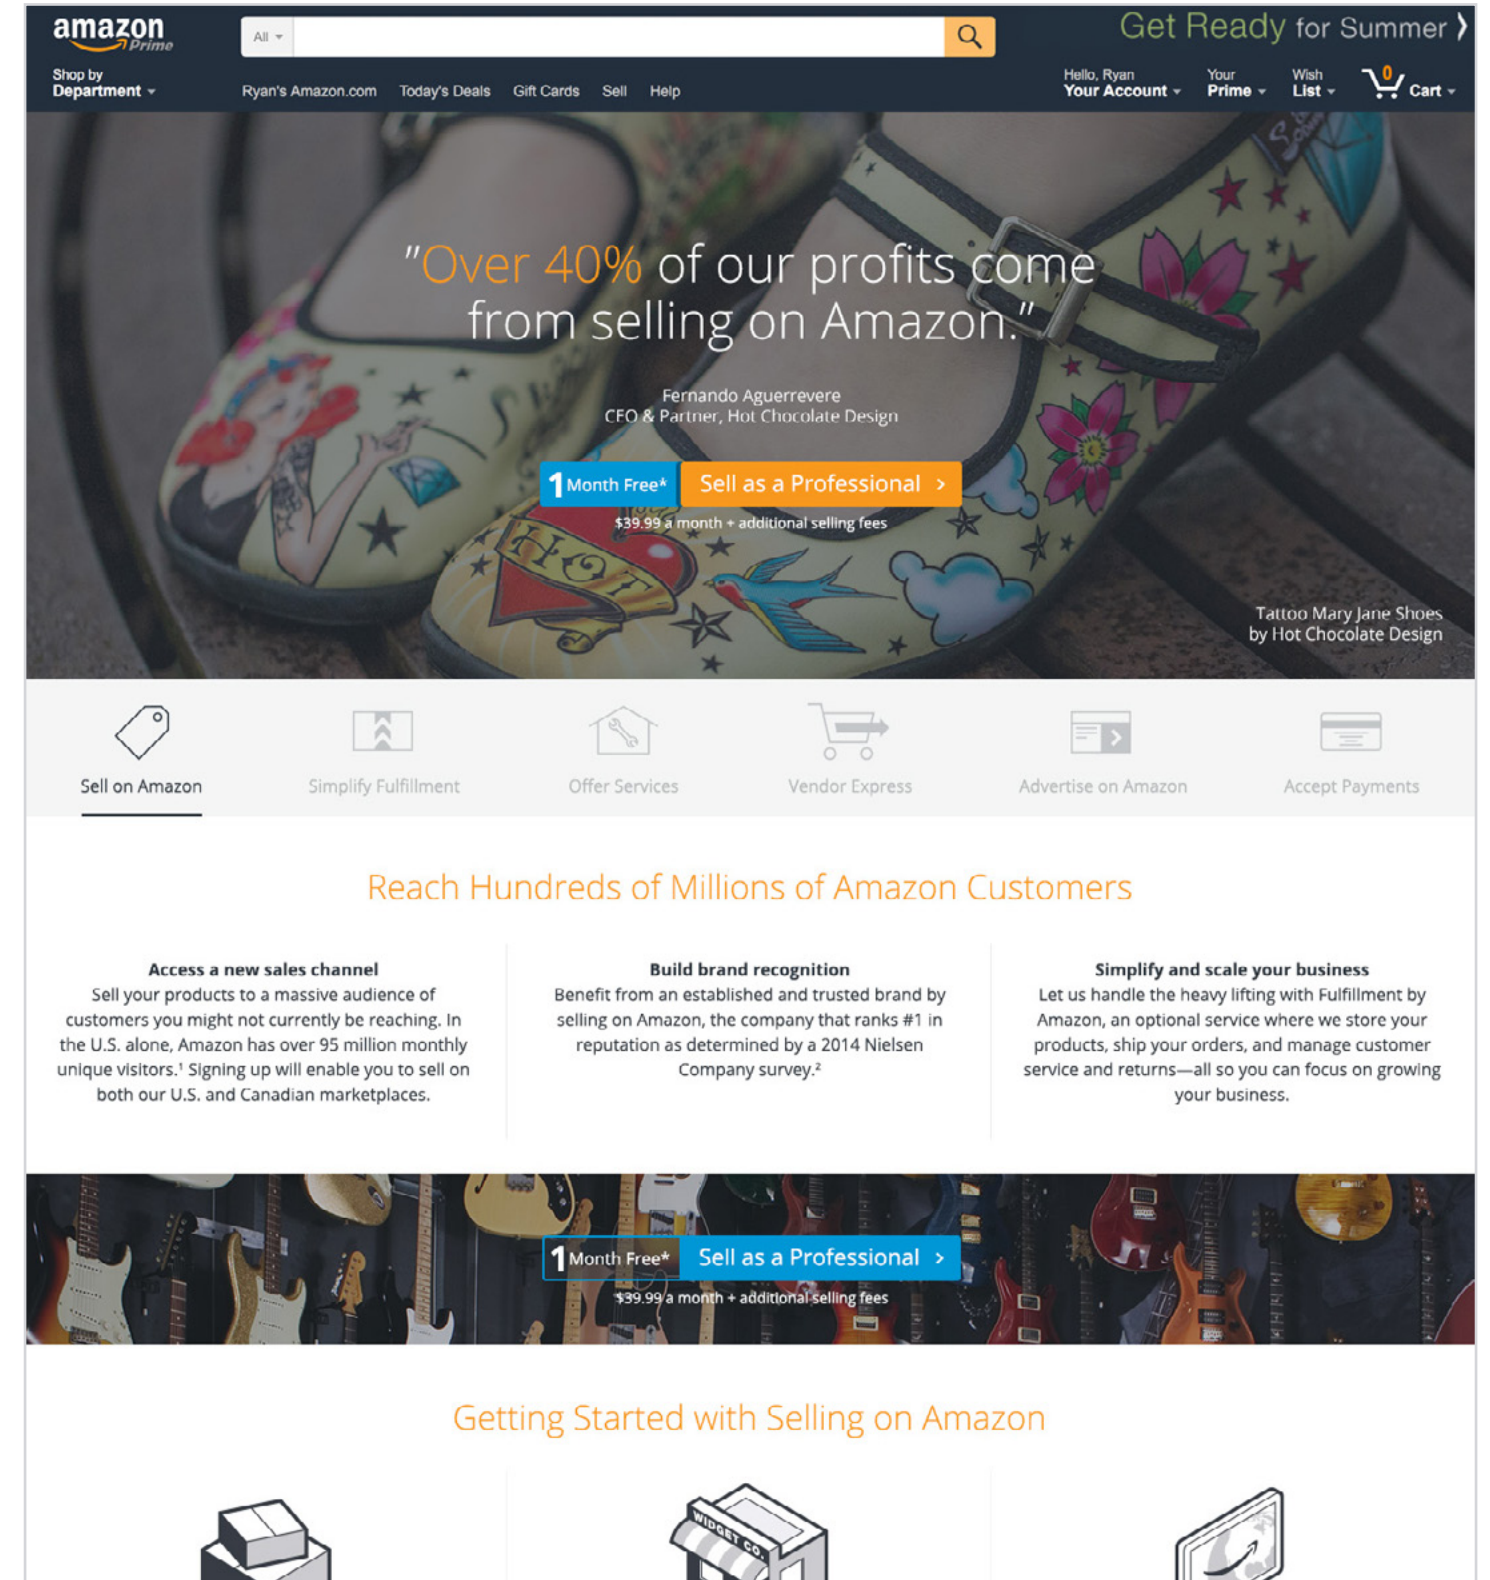 amazon
Prime
All
Get Ready for Summer ❯
Shop by
Department
Ryan's Amazon.com Today's Deals Gift Cards Sell Help
Hello, Ryan
Your Account
Your
Prime
Wish
List
0
Cart
"Over 40% of our profits come
from selling on Amazon."
Fernando Aguerrevere
CFO & Partner, Hot Chocolate Design
1 Month Free* Sell as a Professional >
$39.99 a month + additional selling fees
HOT
Tattoo Mary Jane Shoes
by Hot Chocolate Design
Sell on Amazon
Simplify Fulfillment
Offer Services
Vendor Express
Advertise on Amazon
Accept Payments
Reach Hundreds of Millions of Amazon Customers
Access a new sales channel
Sell your products to a massive audience of
customers you might not currently be reaching. In
the U.S. alone, Amazon has over 95 million monthly
unique visitors.¹ Signing up will enable you to sell on
both our U.S. and Canadian marketplaces.
Build brand recognition
Benefit from an established and trusted brand by
selling on Amazon, the company that ranks #1 in
reputation as determined by a 2014 Nielsen
Company survey.²
Simplify and scale your business
Let us handle the heavy lifting with Fulfillment by
Amazon, an optional service where we store your
products, ship your orders, and manage customer
service and returns—all so you can focus on growing
your business.
1 Month Free* Sell as a Professional >
$39.99 a month + additional selling fees
Getting Started with Selling on Amazon
WIDGET CO.